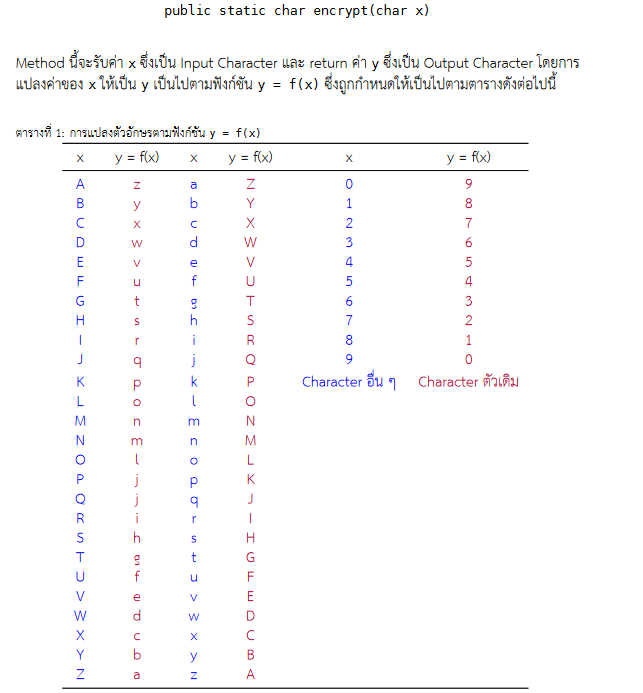 public static char encrypt(char x)
Method นี้จะรับค่า x ซึ่งเป็น Input Character และ return ค่า y ซึ่งเป็น Output Character โดยการ
แปลงค่าของ x ให้เป็น y เป็นไปตามฟังก์ชัน y = f(x) ซึ่งถูกกำหนดให้เป็นไปตามตารางดังต่อไปนี้
ตารางที่ 1: การแปลงตัวอักษรตามฟังก์ชัน y = f(x)
x y = f(x) x y = f(x) x y = f(x)
A z a Z 0 9
B y b Y 1 8
C x c X 2 7
D w d W 3 6
E v e V 4 5
F u f U 5 4
G t g T 6 3
H s h S 7 2
I r i R 8 1
J q j Q 9 0
K p k P Character อื่น ๆ Character ตัวเดิม
L o l O
M n m N
N m n M
O l o L
P j p K
Q j q J
R i r I
S h s H
T g t G
U f u F
V e v E
W d w D
X c x C
Y b y B
Z a z A